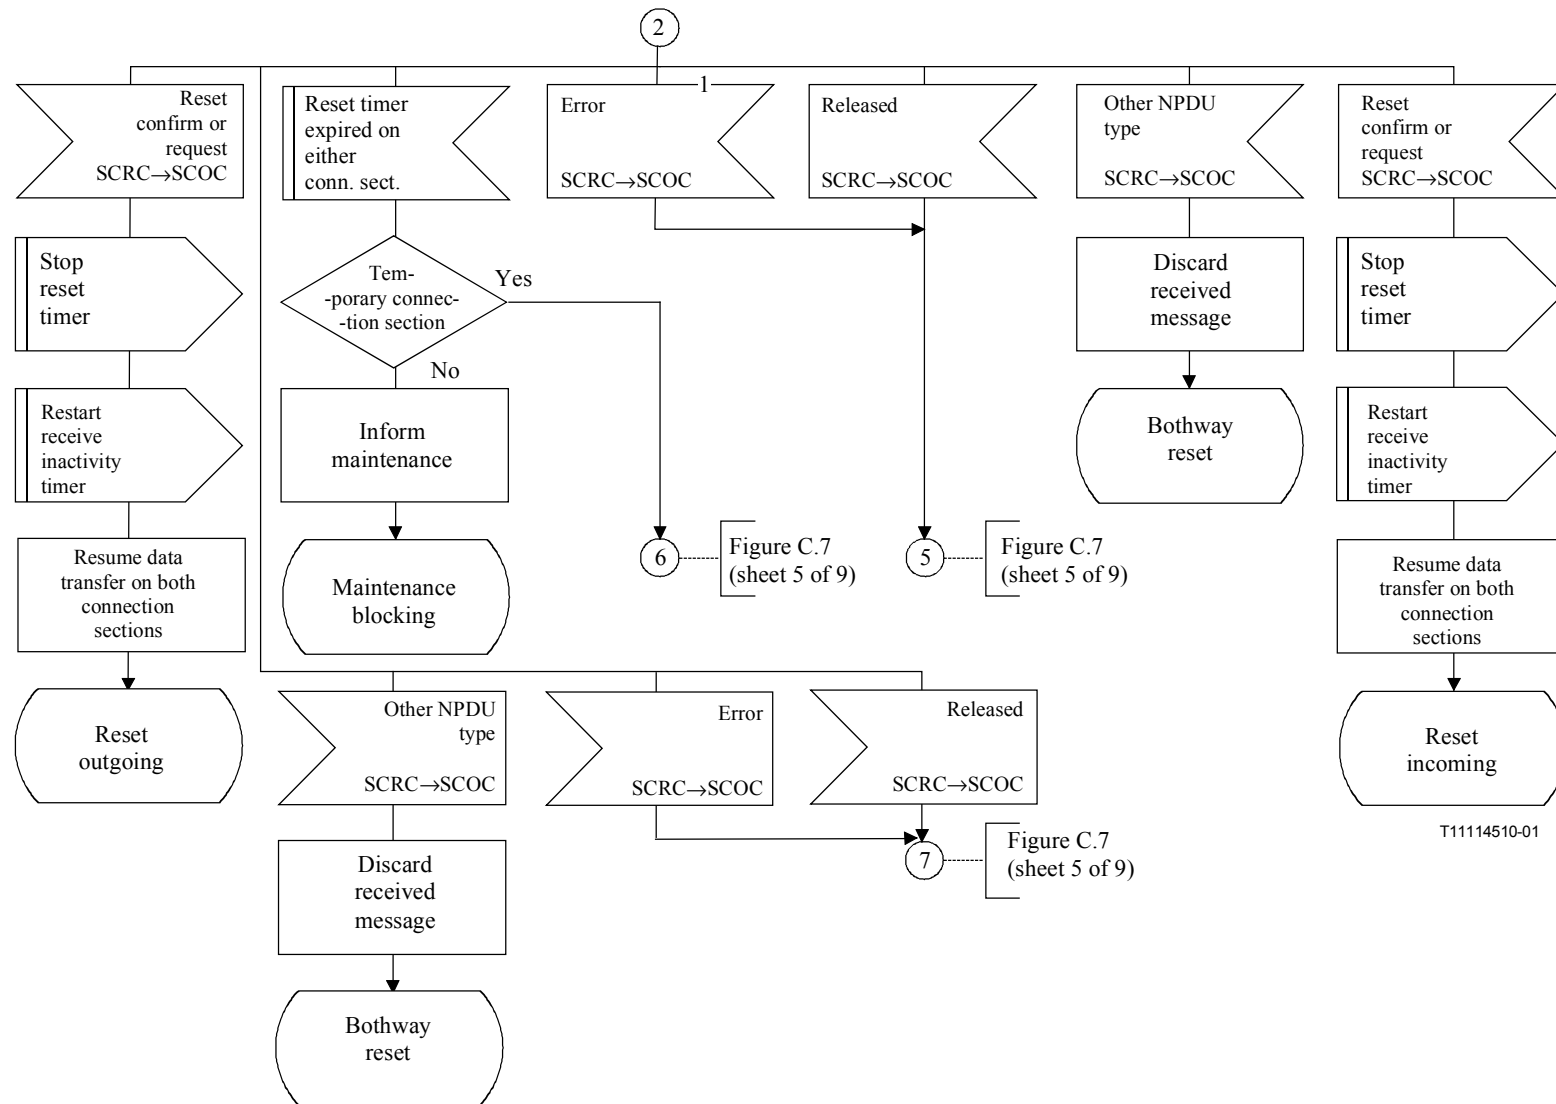 2
Reset
confirm or
request
SCRC→SCOC
Reset timer
expired on
either
conn. sect.
1
Error
SCRC→SCOC
Released
SCRC→SCOC
Other NPDU
type
SCRC→SCOC
Reset
confirm or
request
SCRC→SCOC
Stop
reset
timer
Tem-
-porary connec-
-tion section
Yes
No
Discard
received
message
Stop
reset
timer
Restart
receive
inactivity
timer
Inform
maintenance
Bothway
reset
Restart
receive
inactivity
timer
Resume data
transfer on both
connection
sections
Maintenance
blocking
6
Figure C.7
(sheet 5 of 9)
5
Figure C.7
(sheet 5 of 9)
Resume data
transfer on both
connection
sections
Reset
outgoing
Other NPDU
type
SCRC→SCOC
Error
SCRC→SCOC
Released
SCRC→SCOC
Reset
incoming
7
Figure C.7
(sheet 5 of 9)
T11114510-01
Discard
received
message
Bothway
reset